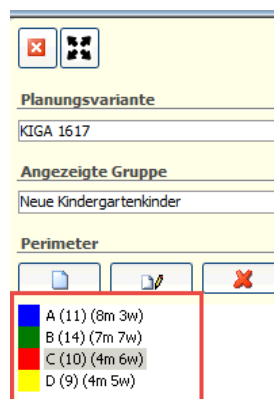 Planungsvariante
KIGA 1617
Angezeigte Gruppe
Neue Kindergartenkinder
Perimeter
A (11) (8m 3w)
B (14) (7m 7w)
C (10) (4m 6w)
D (9) (4m 5w)